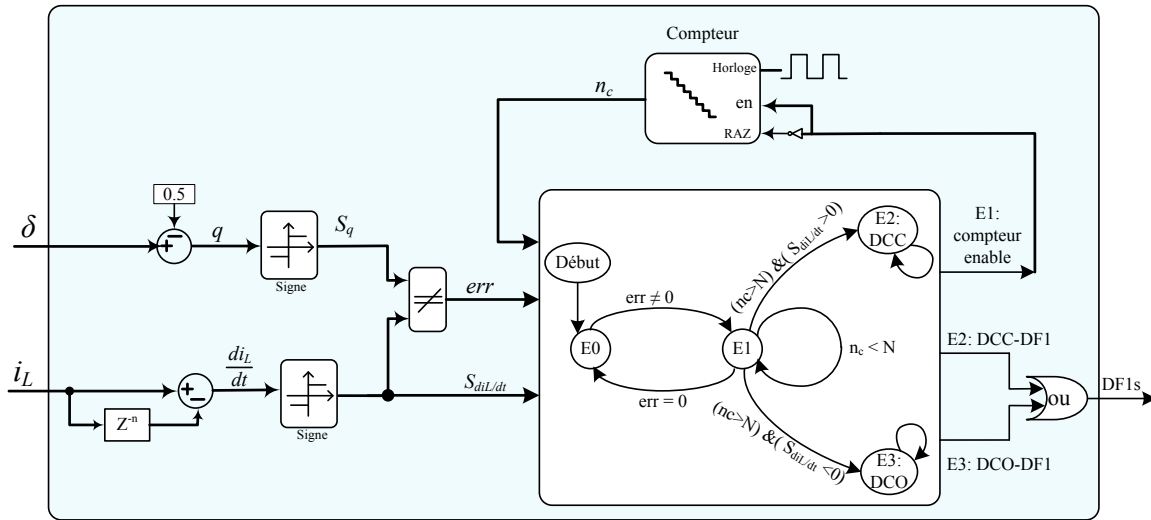 Compteur
Horloge
en
RAZ
n_c
0.5
δ
q
S_q
Signe
err
i_L
di_L
dt
Z^-n
Signe
S_diL/dt
Début
E0
err ≠ 0
err = 0
E1
n_c < N
(nc>N) &( S_diL/dt >0)
(nc>N) &( S_diL/dt <0)
E2:
DCC
E3:
DCO
E1:
compteur
enable
E2: DCC-DF1
E3: DCO-DF1
ou
DF1s